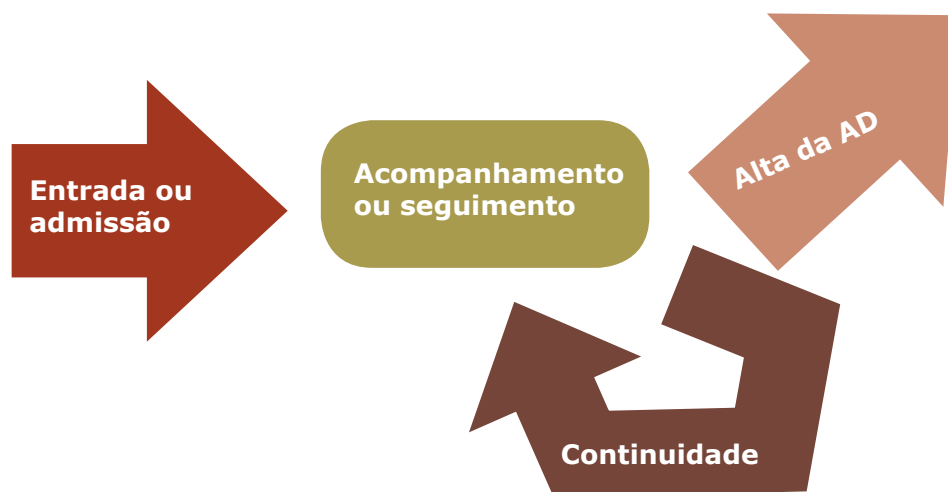 Entrada ou
admissão
Acompanhamento
ou seguimento
Alta da AD
Continuidade